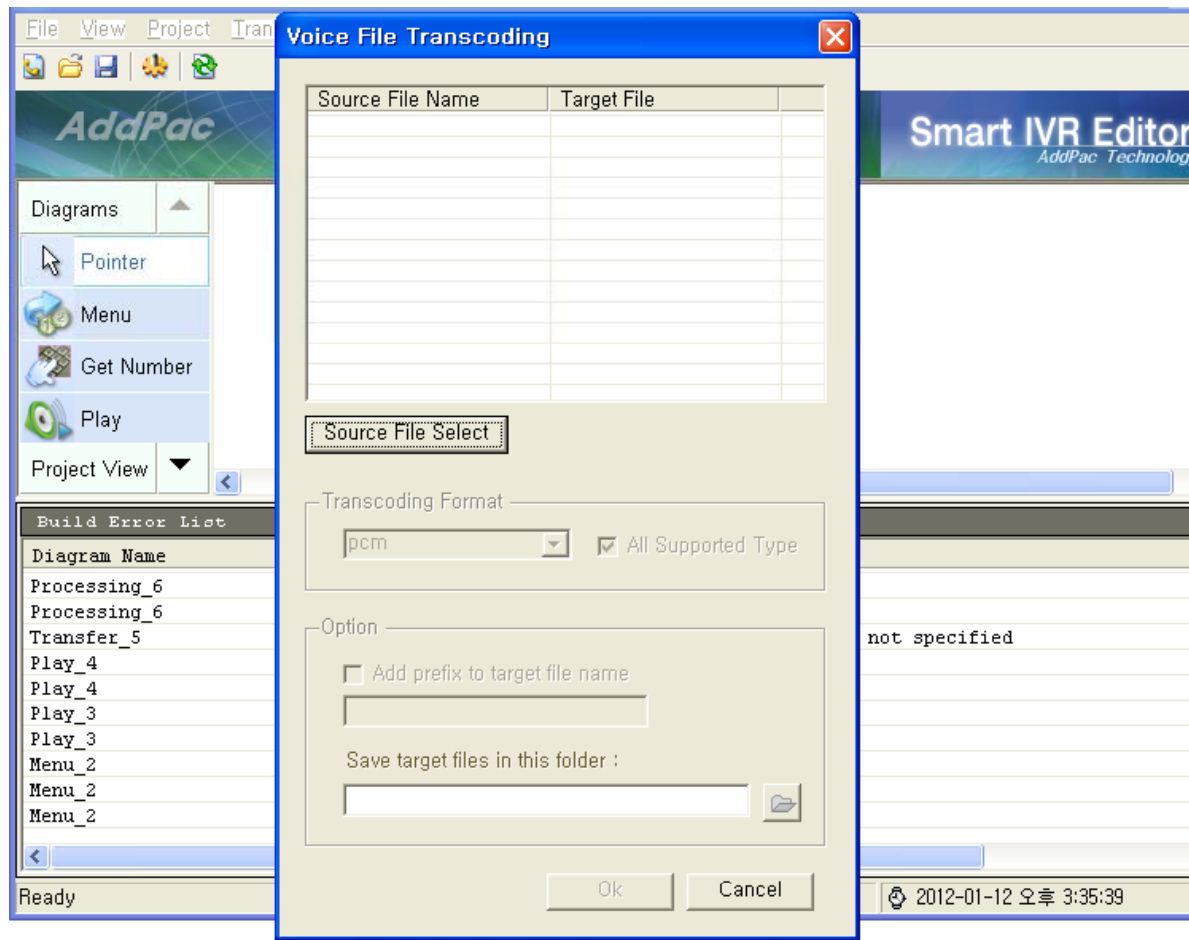 File View Project Tran
AddPac
Smart IVR Editor
AddPac Technolog
Diagrams
Pointer
Menu
Get Number
Play
Project View
Build Error List
Diagram Name
Processing_6
Processing_6
Transfer_5
not specified
Play_4
Play_4
Play_3
Play_3
Menu_2
Menu_2
Menu_2
Ready
2012-01-12 오후 3:35:39
Voice File Transcoding
Source File Name Target File
Source File Select
Transcoding Format
pcm
All Supported Type
Option
Add prefix to target file name
Save target files in this folder :
Ok Cancel